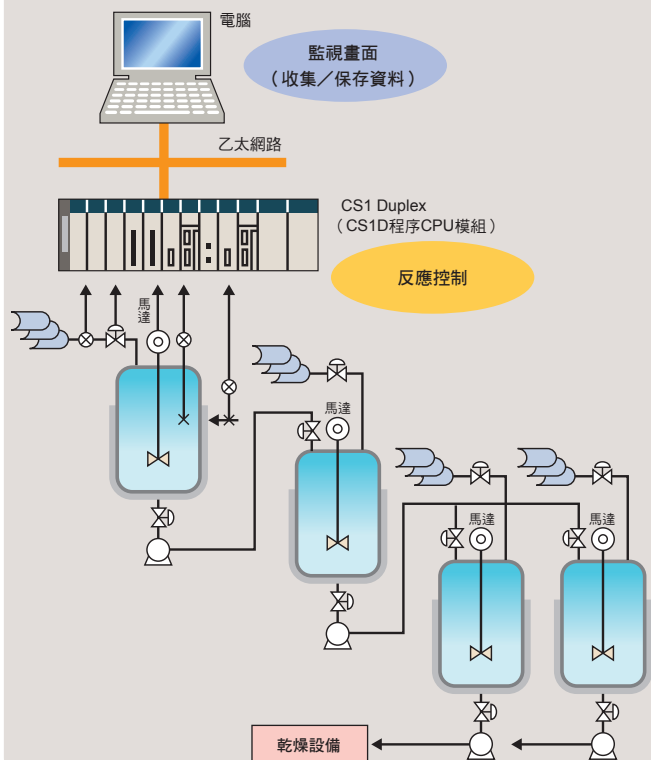 電腦
監視畫面
（收集／保存資料）
乙太網路
CS1 Duplex
（CS1D程序CPU模組）
反應控制
馬達
馬達
馬達
馬達
乾燥設備